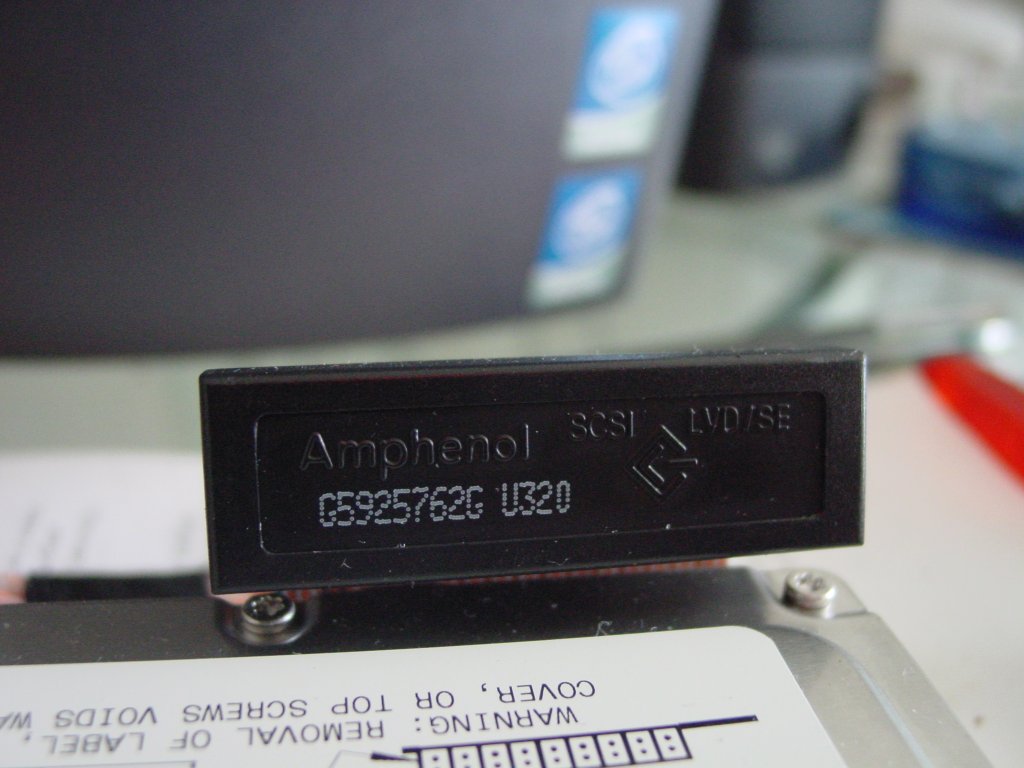 Amphenol
SCSI LVD/SE
G5925762G U320
WARNING:
REMOVAL OF LABEL,
COVER, OR TOP SCREWS VOIDS